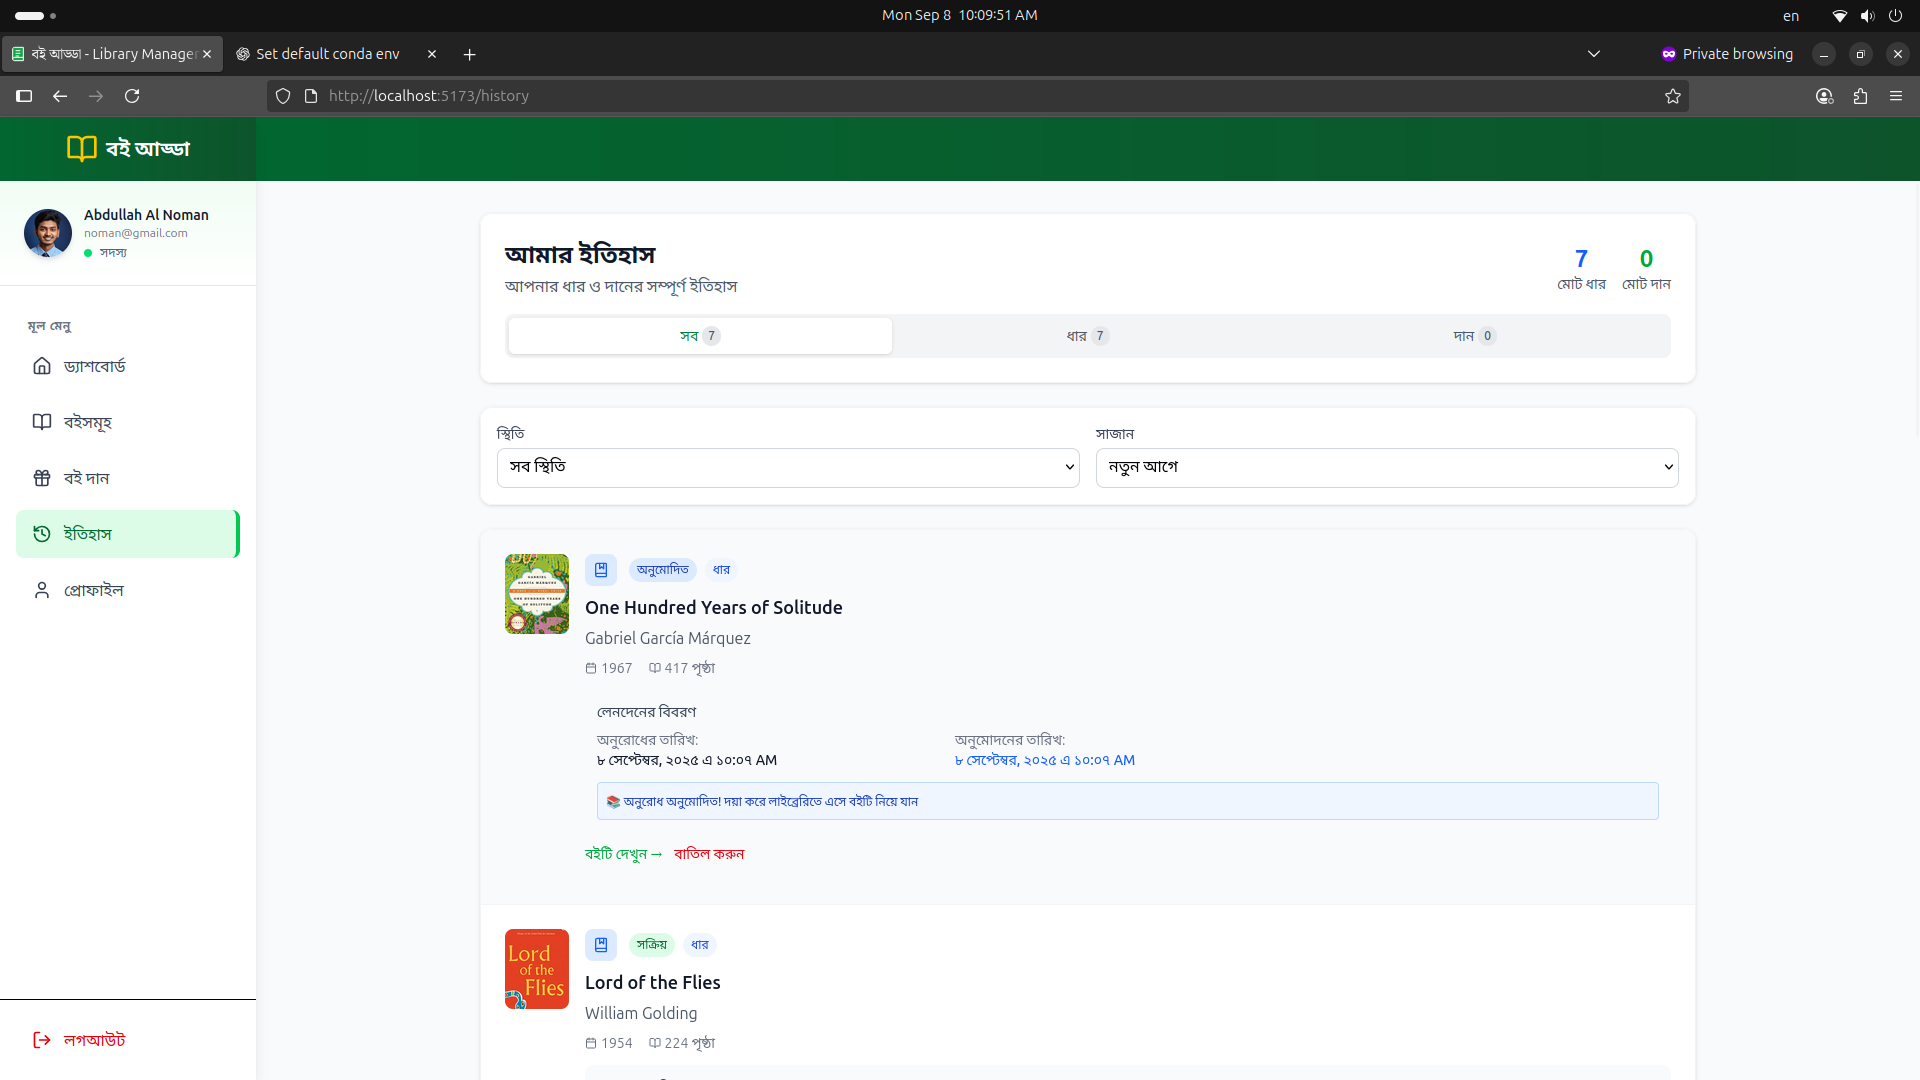 Mon Sep 8 10:09:51 AM
en
বই আড্ডা - Library Manager
Set default conda env
Private browsing
http://localhost:5173/history
বই আড্ডা
Abdullah Al Noman
noman@gmail.com
সদস্য
মূল মেনু
ড্যাশবোর্ড
বইসমূহ
বই দান
ইতিহাস
প্রোফাইল
লগআউট
আমার ইতিহাস
আপনার ধার ও দানের সম্পূর্ণ ইতিহাস
7
মোট ধার
0
মোট দান
সব 7
ধার 7
দান 0
স্থিতি
সব স্থিতি
সাজান
নতুন আগে
অনুমোদিত ধার
One Hundred Years of Solitude
Gabriel García Márquez
1967 417 পৃষ্ঠা
লেনদেনের বিবরণ
অনুরোধের তারিখ:
৮ সেপ্টেম্বর, ২০২৫ এ ১০:০৭ AM
অনুমোদনের তারিখ:
৮ সেপ্টেম্বর, ২০২৫ এ ১০:০৭ AM
অনুরোধ অনুমোদিত! দয়া করে লাইব্রেরিতে এসে বইটি নিয়ে যান
বইটি দেখুন → বাতিল করুন
Lord
of the
Flies
সক্রিয় ধার
Lord of the Flies
William Golding
1954 224 পৃষ্ঠা